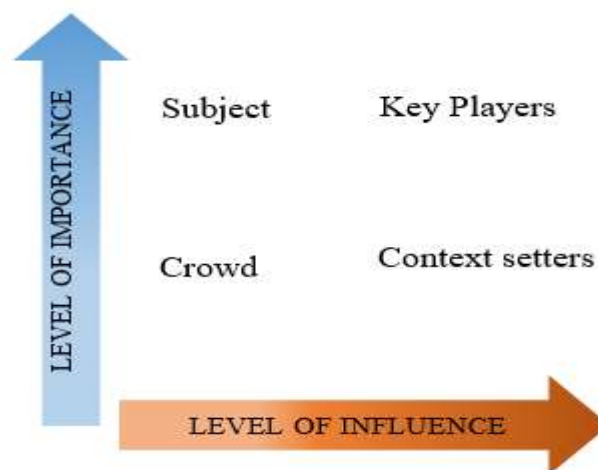 LEVEL OF IMPORTANCE
Subject
Key Players
Crowd
Context setters
LEVEL OF INFLUENCE